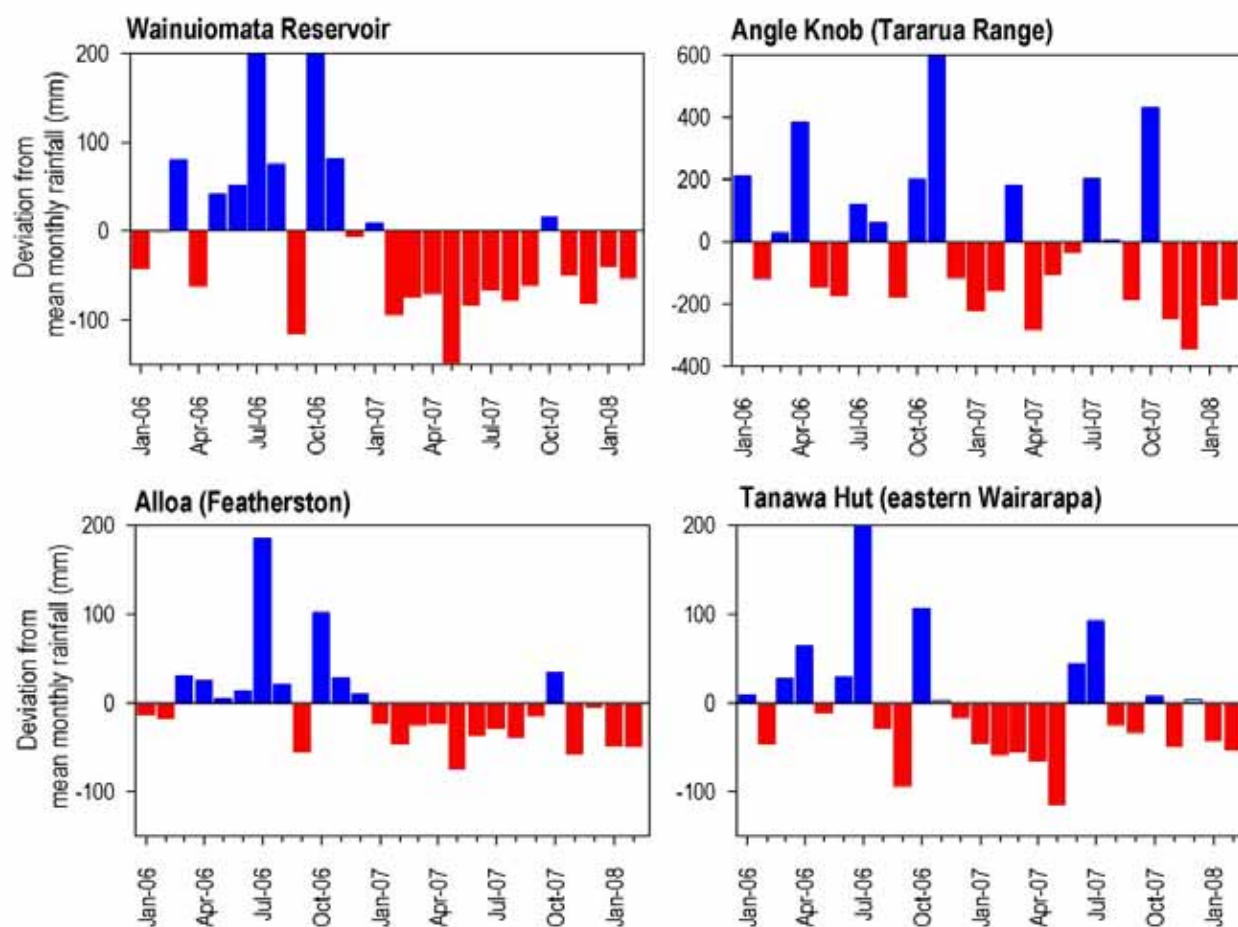 Wainuiomata Reservoir
Deviation from
mean monthly rainfall (mm)
200
100
0
-100
Jan-06
Apr-06
Jul-06
Oct-06
Jan-07
Apr-07
Jul-07
Oct-07
Jan-08
Angle Knob (Tararua Range)
600
400
200
0
-200
-400
Jan-06
Apr-06
Jul-06
Oct-06
Jan-07
Apr-07
Jul-07
Oct-07
Jan-08
Alloa (Featherston)
Deviation from
mean monthly rainfall (mm)
200
100
0
-100
Jan-06
Apr-06
Jul-06
Oct-06
Jan-07
Apr-07
Jul-07
Oct-07
Jan-08
Tanawa Hut (eastern Wairarapa)
200
100
0
-100
Jan-06
Apr-06
Jul-06
Oct-06
Jan-07
Apr-07
Jul-07
Oct-07
Jan-08